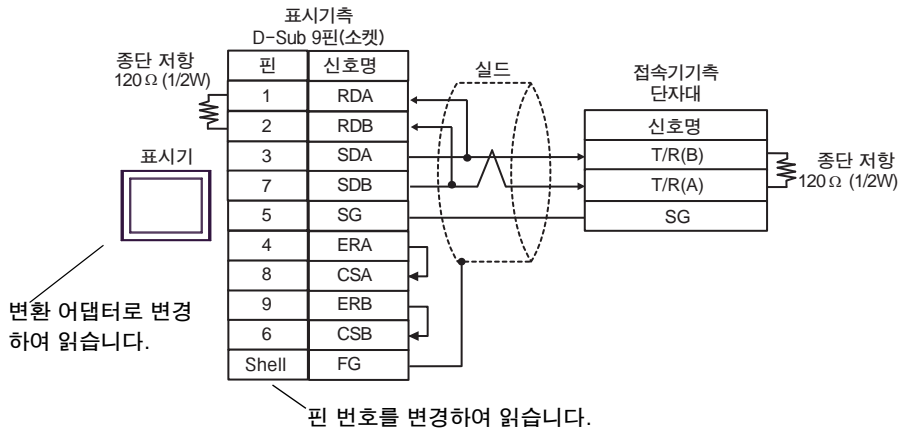 표시기측
D-Sub 9핀(소켓)
종단 저항
120Ω (1/2W)
핀 신호명
1 RDA
2 RDB
3 SDA
7 SDB
5 SG
4 ERA
8 CSA
9 ERB
6 CSB
Shell FG
표시기
변환 어댑터로 변경
하여 읽습니다.
핀 번호를 변경하여 읽습니다.
실드
접속기기측
단자대
신호명
T/R(B)
T/R(A)
SG
종단 저항
120Ω (1/2W)